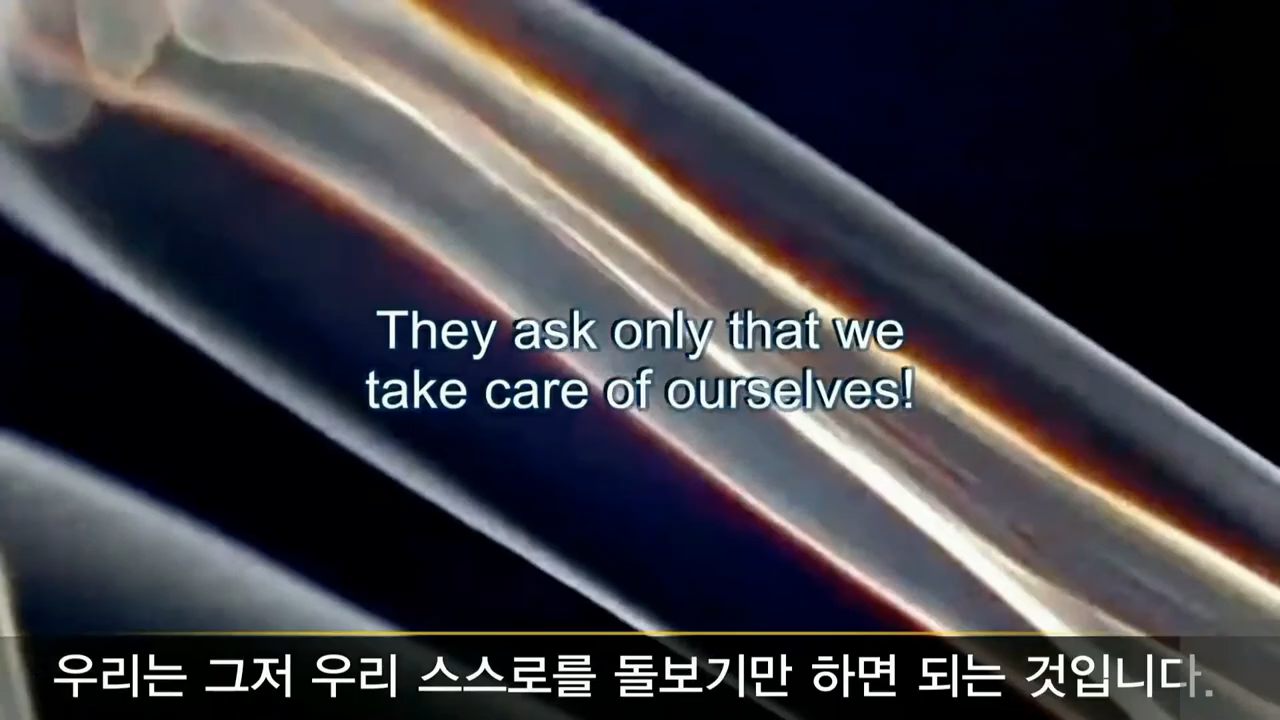 They ask only that we
take care of ourselves!
우리는 그저 우리 스스로를 돌보기만 하면 되는 것입니다.